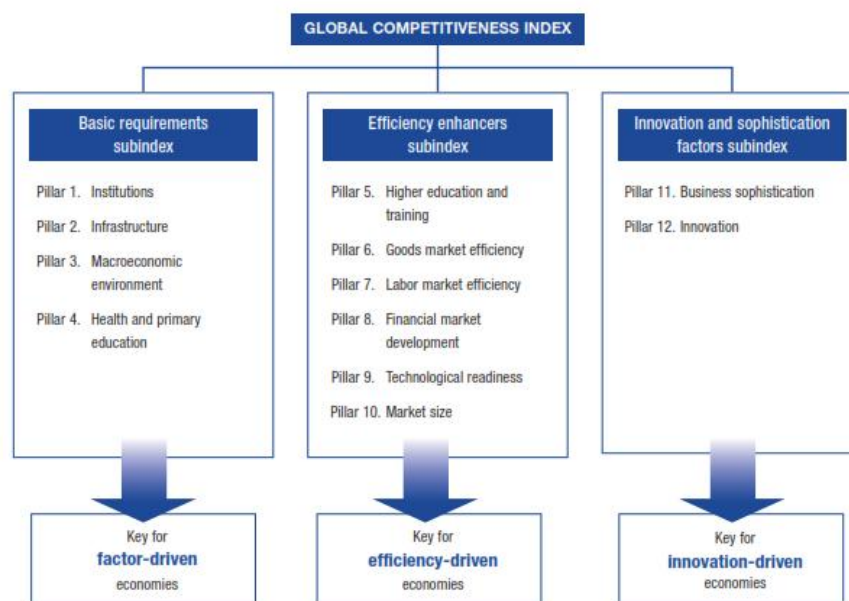 GLOBAL COMPETITIVENESS INDEX
Basic requirements
subindex
Pillar 1. Institutions
Pillar 2. Infrastructure
Pillar 3. Macroeconomic
environment
Pillar 4. Health and primary
education
Key for
factor-driven
economies
Efficiency enhancers
subindex
Pillar 5. Higher education and
training
Pillar 6. Goods market efficiency
Pillar 7. Labor market efficiency
Pillar 8. Financial market
development
Pillar 9. Technological readiness
Pillar 10. Market size
Key for
efficiency-driven
economies
Innovation and sophistication
factors subindex
Pillar 11. Business sophistication
Pillar 12. Innovation
Key for
innovation-driven
economies